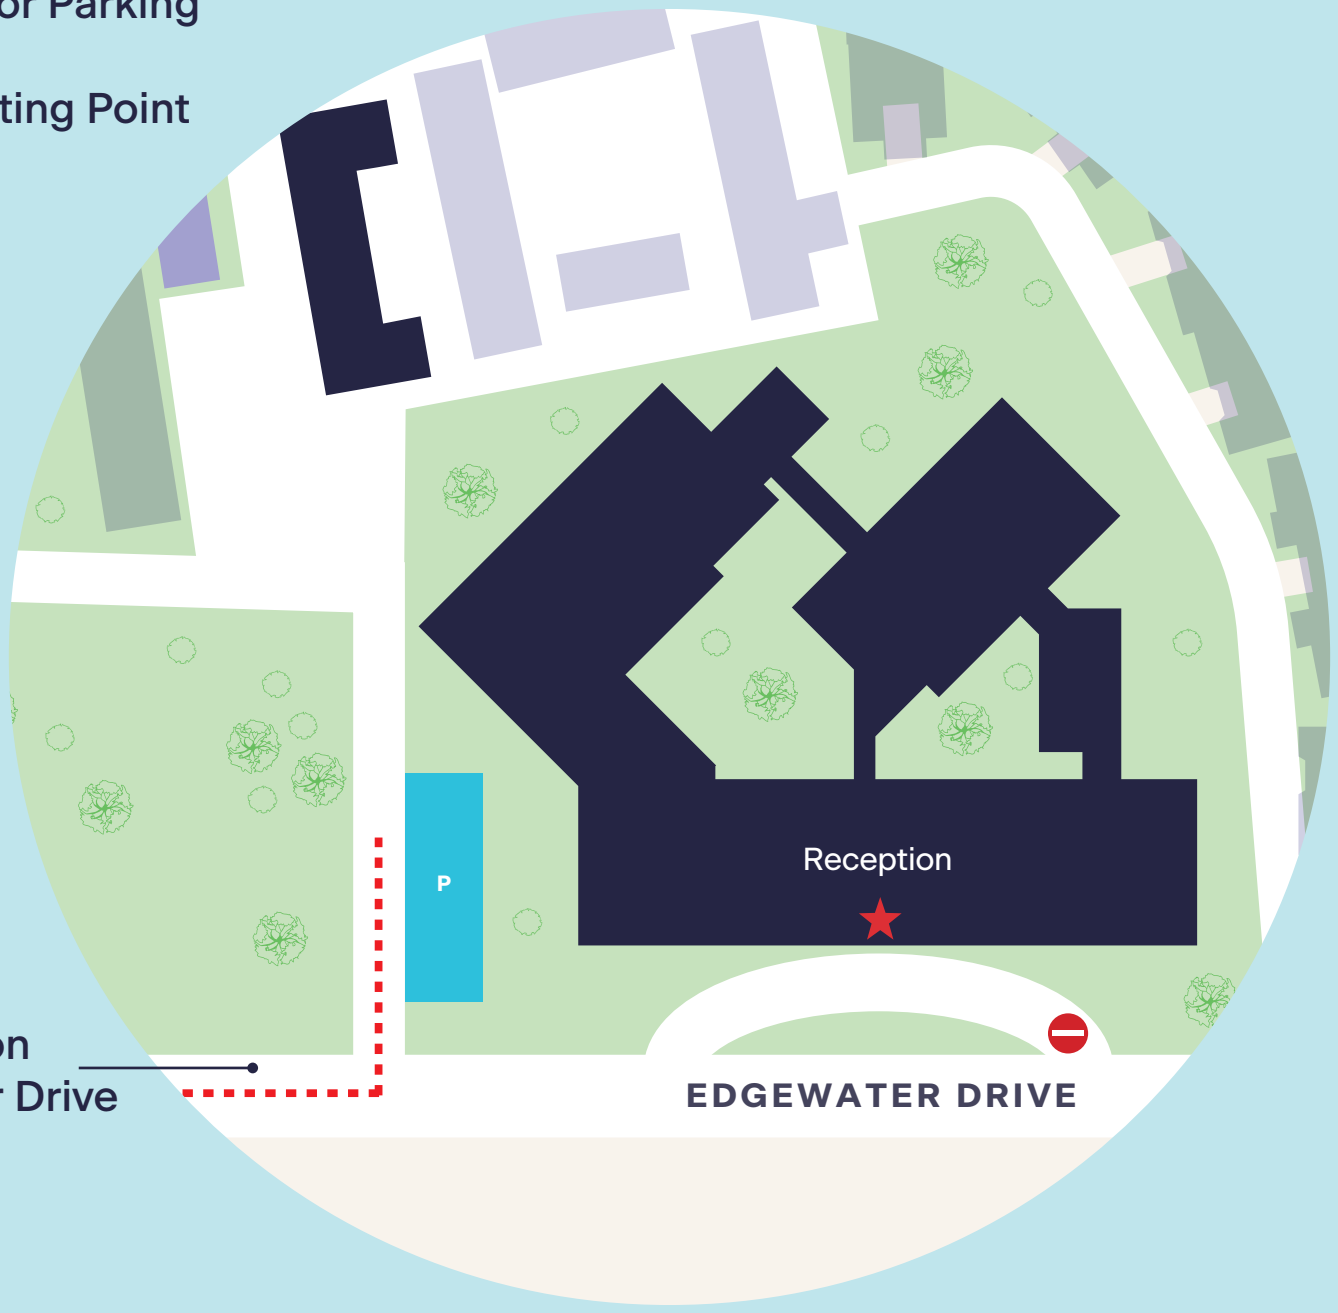 or Parking
ting Point
P
Reception
on
r Drive
EDGEWATER DRIVE